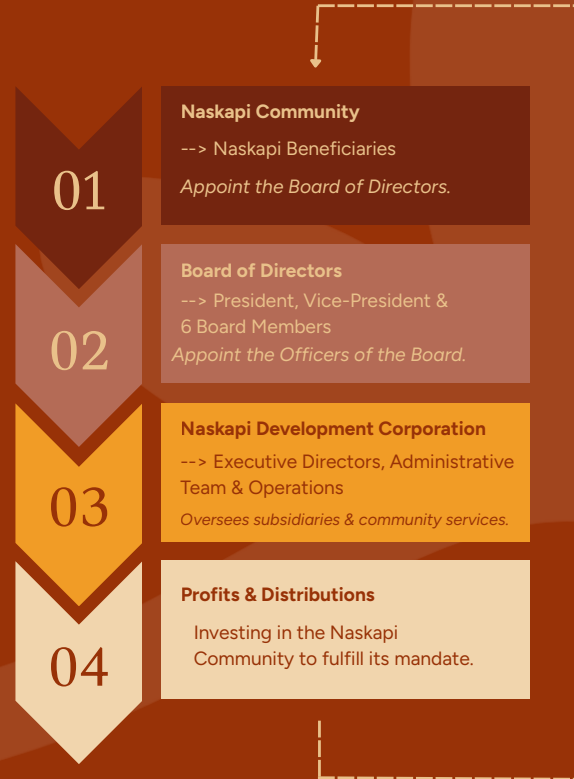 01
Naskapi Community
--> Naskapi Beneficiaries
Appoint the Board of Directors.
02
Board of Directors
--> President, Vice-President &
6 Board Members
Appoint the Officers of the Board.
03
Naskapi Development Corporation
--> Executive Directors, Administrative
Team & Operations
Oversees subsidiaries & community services.
04
Profits & Distributions
Investing in the Naskapi
Community to fulfill its mandate.